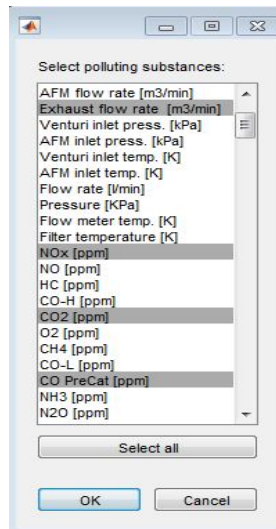 Select polluting substances:
AFM flow rate [m3/min]
Exhaust flow rate [m3/min]
Venturi inlet press. [kPa]
AFM inlet press. [kPa]
Venturi inlet temp. [K]
AFM inlet temp. [K]
Flow rate [l/min]
Pressure [KPa]
Flow meter temp. [K]
Filter temperature [K]
NOx [ppm]
NO [ppm]
HC [ppm]
CO-H [ppm]
CO2 [ppm]
O2 [ppm]
CH4 [ppm]
CO-L [ppm]
CO PreCat [ppm]
NH3 [ppm]
N2O [ppm]
Select all
OK Cancel